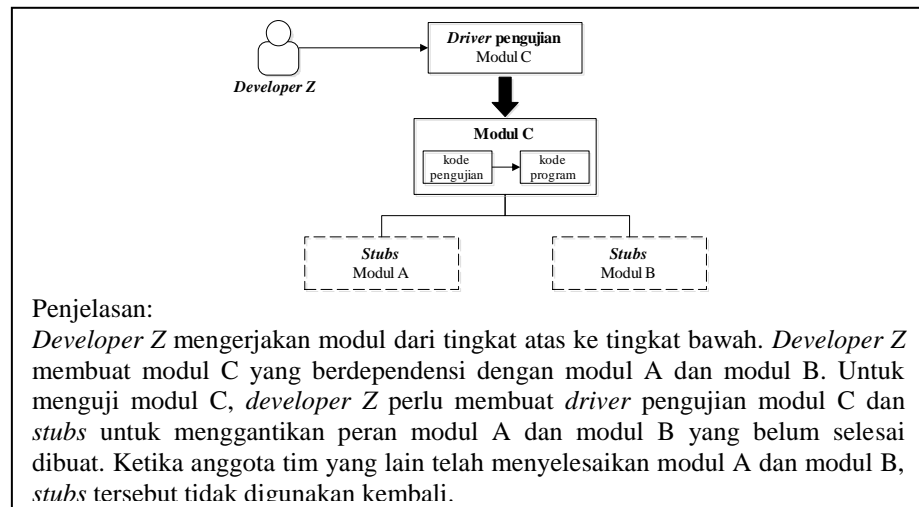 Driver pengujian
Modul C
Developer Z
Modul C
kode
pengujian
kode
program
Stubs
Modul A
Stubs
Modul B
Penjelasan:
Developer Z mengerjakan modul dari tingkat atas ke tingkat bawah. Developer Z
membuat modul C yang berdependensi dengan modul A dan modul B. Untuk
menguji modul C, developer Z perlu membuat driver pengujian modul C dan
stubs untuk menggantikan peran modul A dan modul B yang belum selesai
dibuat. Ketika anggota tim yang lain telah menyelesaikan modul A dan modul B,
stubs tersebut tidak digunakan kembali.